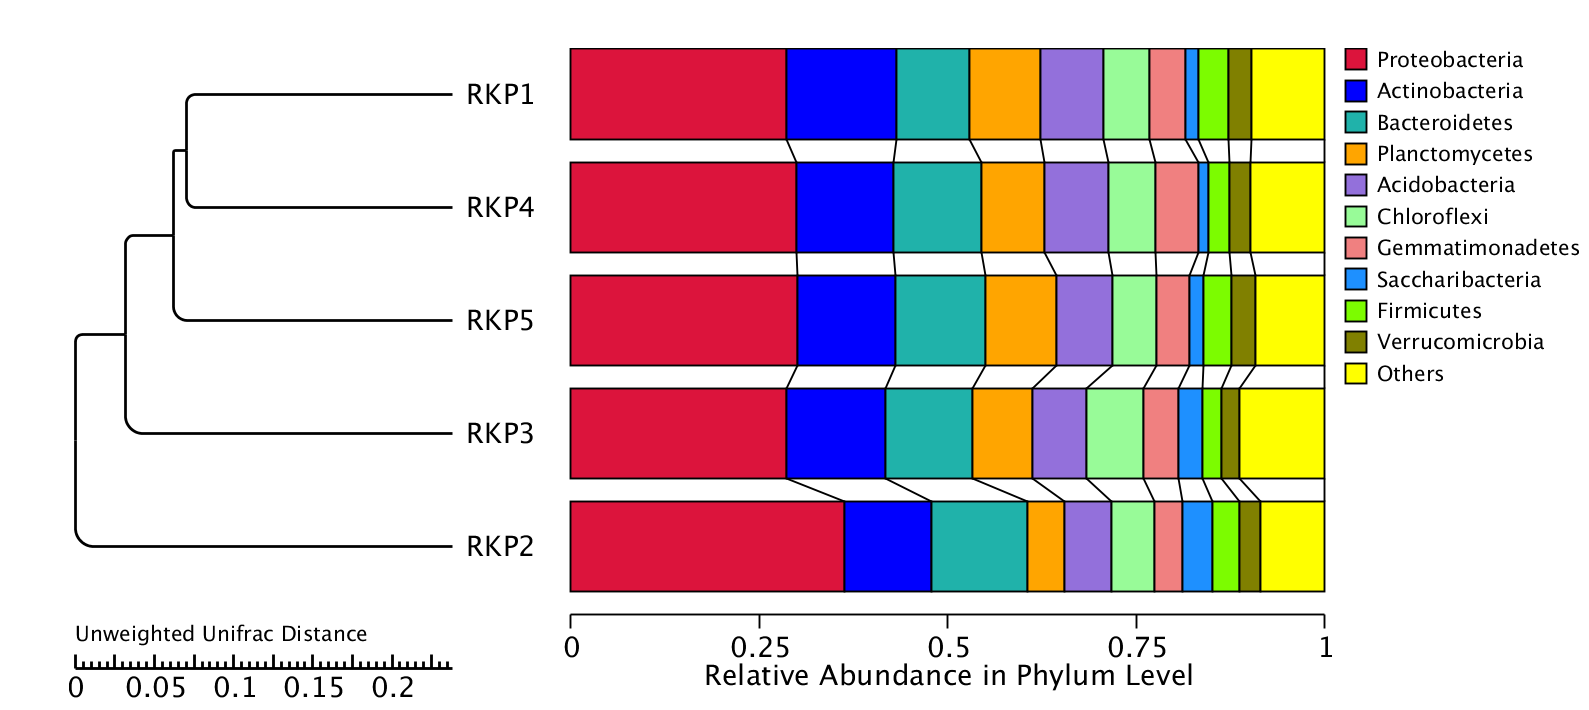 RKP1
RKP4
RKP5
RKP3
RKP2
Unweighted Unifrac Distance
0 0.05 0.1 0.15 0.2
0 0.25 0.5 0.75 1
Relative Abundance in Phylum Level
Proteobacteria
Actinobacteria
Bacteroidetes
Planctomycetes
Acidobacteria
Chloroflexi
Gemmatimonadetes
Saccharibacteria
Firmicutes
Verrucomicrobia
Others